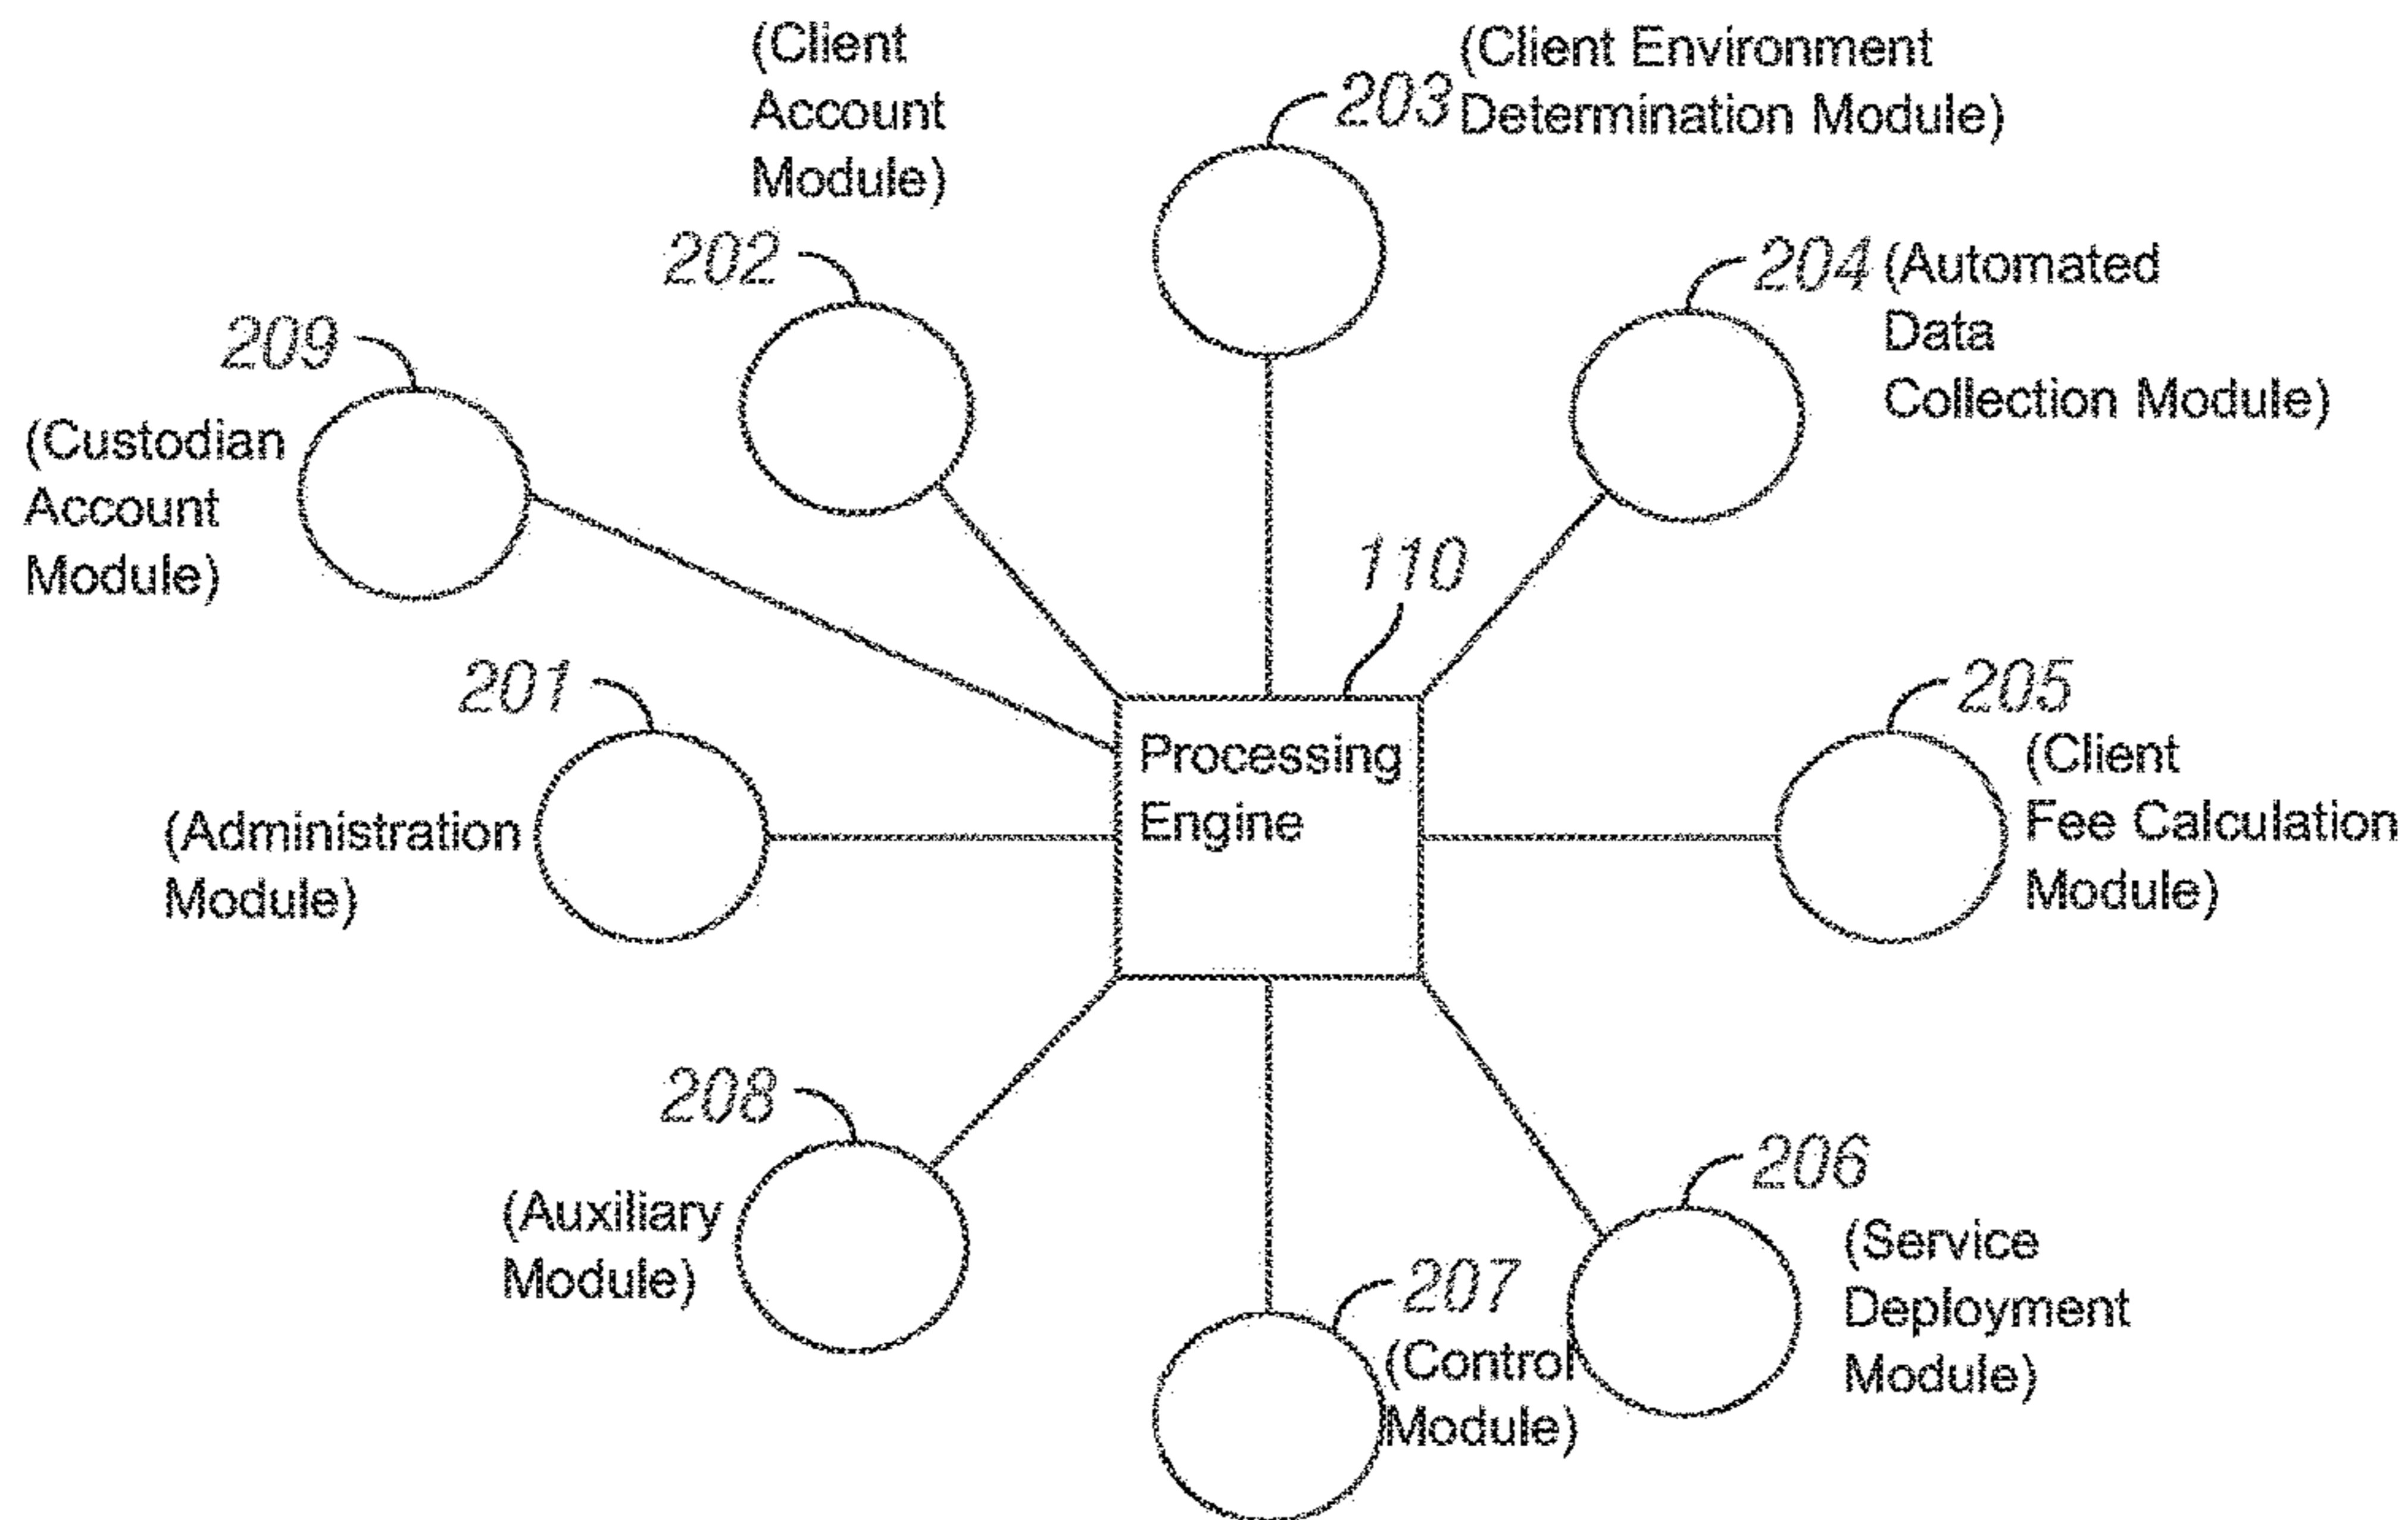 (Client
Account
Module)
203
(Client Environment
Determination Module)
202
204
(Automated
Data
Collection Module)
209
(Custodian
Account
Module)
110
201
(Administration
Module)
Processing
Engine
205
(Client
Fee Calculation
Module)
208
(Auxiliary
Module)
207
(Control
Module)
206
(Service
Deployment
Module)